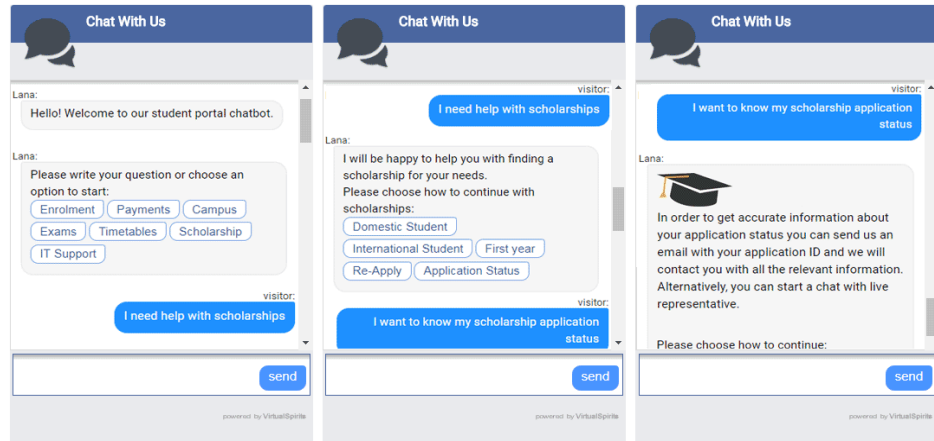 Chat With Us
Lana:
Hello! Welcome to our student portal chatbot.
Lana:
Please write your question or choose an
option to start:
Enrolment Payments Campus
Exams Timetables Scholarship
IT Support
visitor:
I need help with scholarships
send
powered by VirtualSpirits
Chat With Us
visitor:
I need help with scholarships
Lana:
I will be happy to help you with finding a
scholarship for your needs.
Please choose how to continue with
scholarships:
Domestic Student
International Student First year
Re-Apply Application Status
visitor:
I want to know my scholarship application
status
send
powered by VirtualSpirits
Chat With Us
visitor:
I want to know my scholarship application
status
Lana:
In order to get accurate information about
your application status you can send us an
email with your application ID and we will
contact you with all the relevant information.
Alternatively, you can start a chat with live
representative.
Please choose how to continue:
send
powered by VirtualSpirits